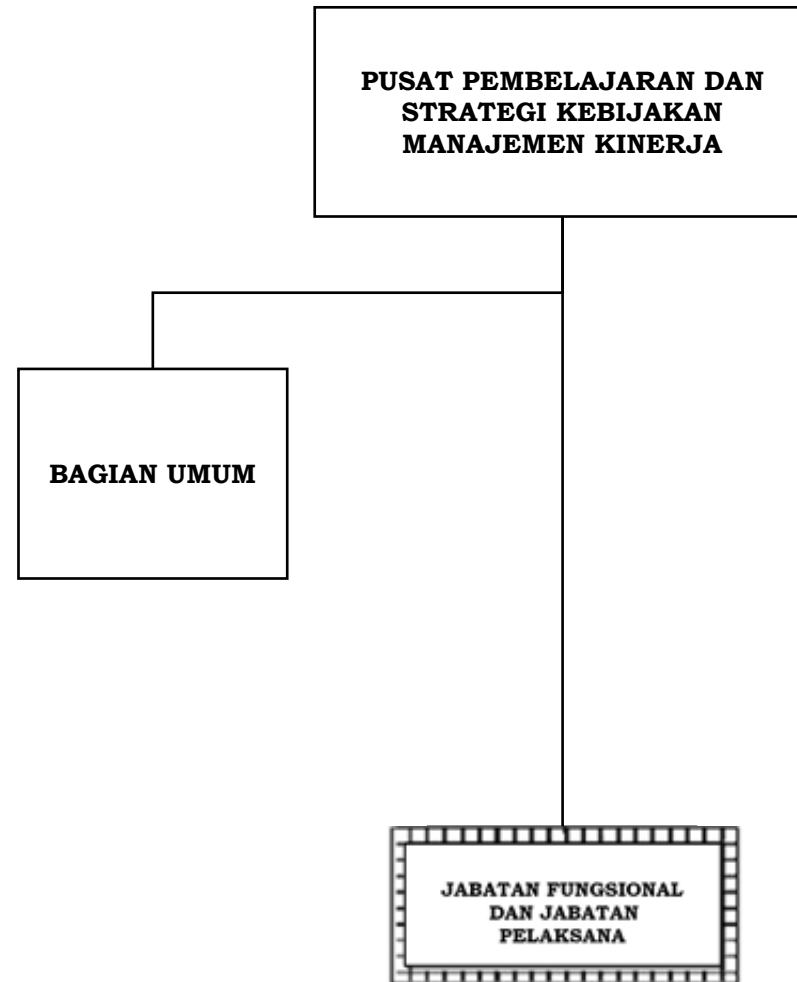 PUSAT PEMBELAJARAN DAN
STRATEGI KEBIJAKAN
MANAJEMEN KINERJA
BAGIAN UMUM
JABATAN FUNGSIONAL
DAN JABATAN
PELAKSANA